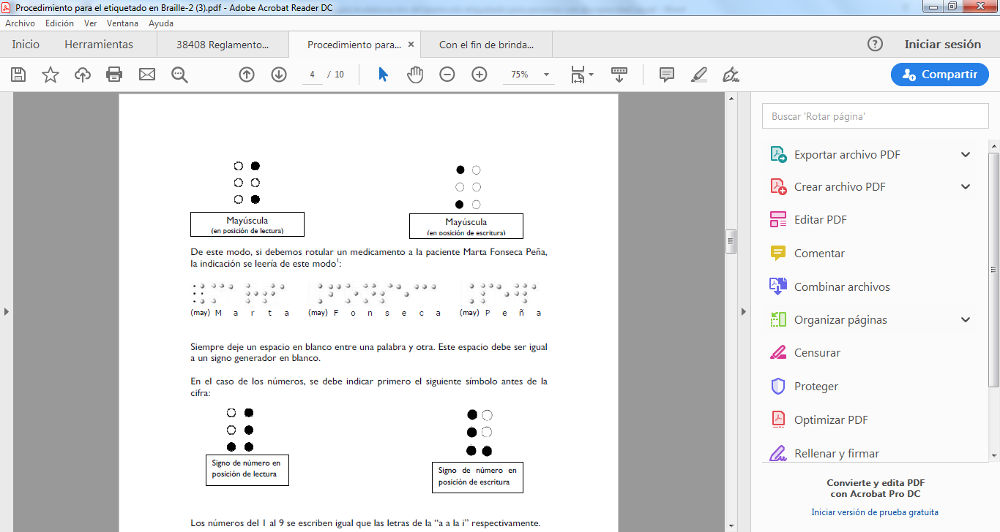 Procedimiento para el etiquetado en Braille-2 (3).pdf - Adobe Acrobat Reader DC
Archivo Edición Ver Ventana Ayuda
Inicio Herramientas 38408 Reglamento... Procedimiento para... × Con el fin de brinda... ? Iniciar sesión
4 / 10 75% Compartir
Mayúscula
(en posición de lectura)
Mayúscula
(en posición de escritura)
De este modo, si debemos rotular un medicamento a la paciente Marta Fonseca Peña,
la indicación se leería de este modo1:
(may) M a r t a (may) F o n s e c a (may) P e ñ a
Siempre deje un espacio en blanco entre una palabra y otra. Este espacio debe ser igual
a un signo generador en blanco.
En el caso de los números, se debe indicar primero el siguiente símbolo antes de la
cifra:
Signo de número en
posición de lectura
Signo de número en
posición de escritura
Los números del 1 al 9 se escriben igual que las letras de la “a a la i” respectivamente.
Buscar 'Rotar página'
Exportar archivo PDF
Crear archivo PDF
Editar PDF
Comentar
Combinar archivos
Organizar páginas
Censurar
Proteger
Optimizar PDF
Rellenar y firmar
Convierte y edita PDF
con Acrobat Pro DC
Iniciar versión de prueba gratuita